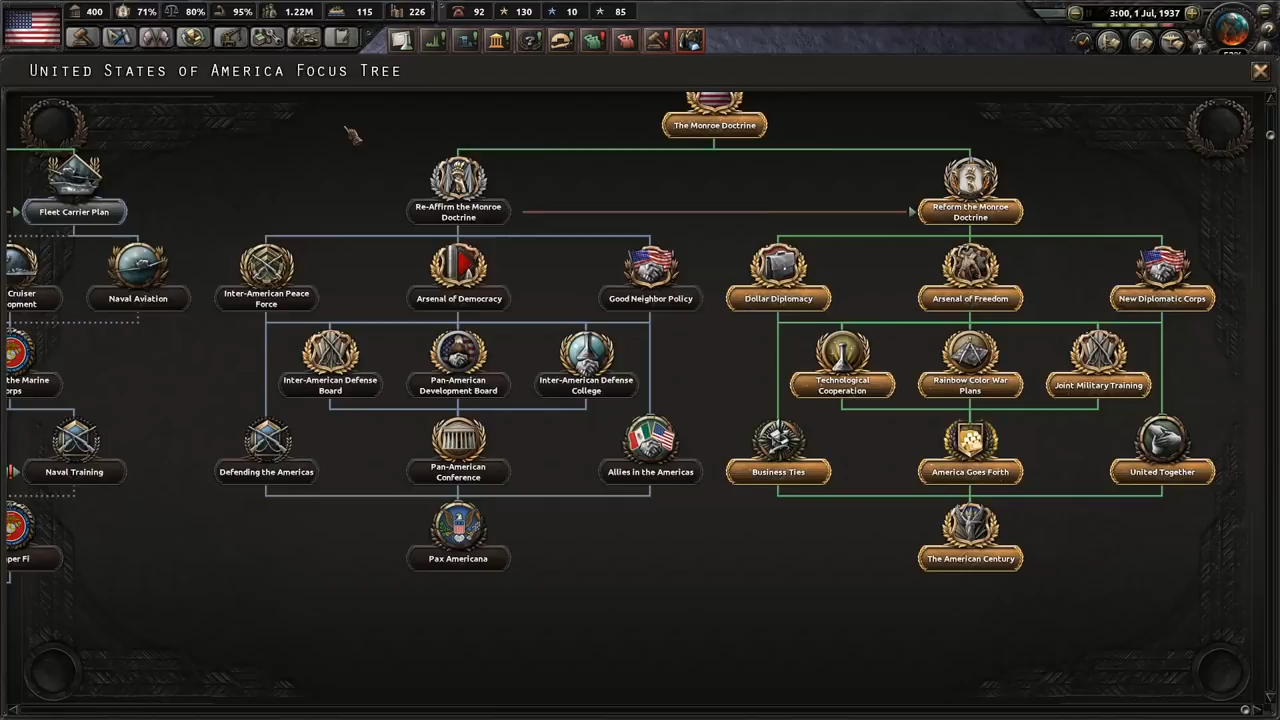 400 71% 80% 95% 1.22M 115 226 92 130 10 85 3:00, 1 Jul, 1937
United States of America Focus Tree
The Monroe Doctrine
Fleet Carrier Plan
Re-Affirm the Monroe
Doctrine
Reform the Monroe
Doctrine
Cruiser
opment
Naval Aviation
Inter-American Peace
Force
Arsenal of Democracy
Good Neighbor Policy
Dollar Diplomacy
Arsenal of Freedom
New Diplomatic Corps
the Marine
orps
Inter-American Defense
Board
Pan-American
Development Board
Inter-American Defense
College
Technological
Cooperation
Rainbow Color War
Plans
Joint Military Training
Naval Training
Defending the Americas
Pan-American
Conference
Allies in the Americas
Business Ties
America Goes Forth
United Together
per Fi
Pax Americana
The American Century